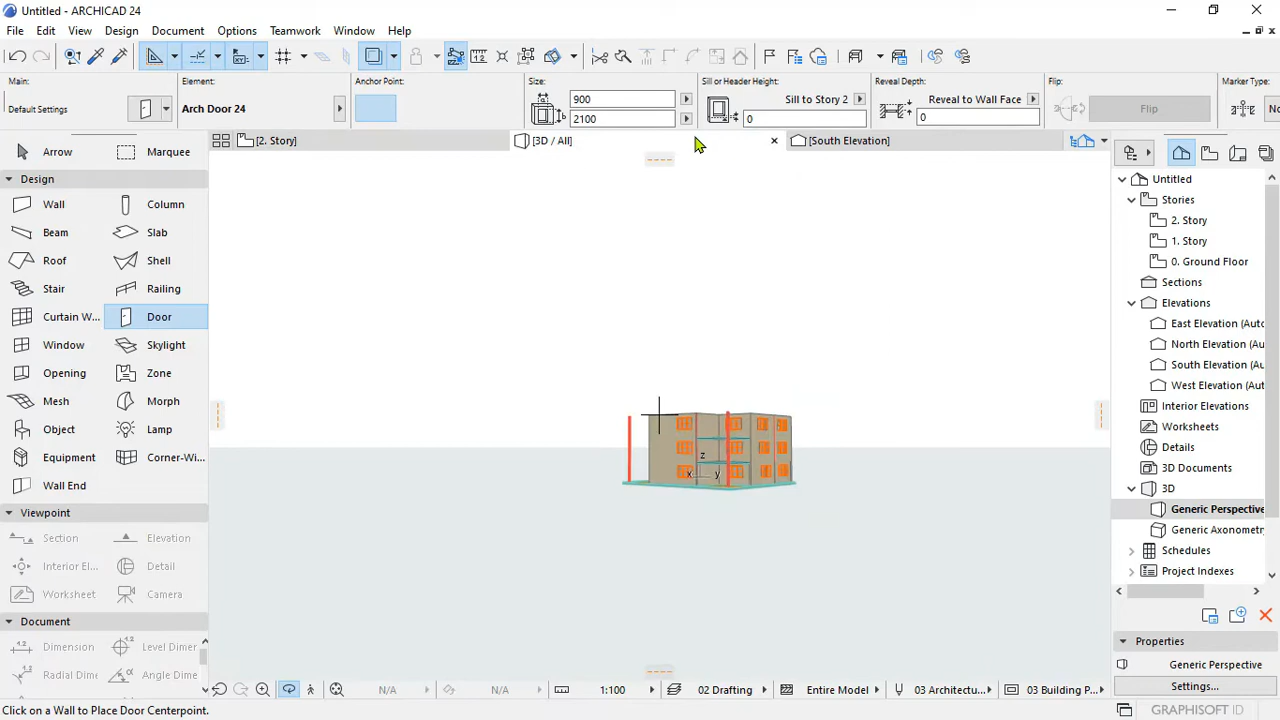 Untitled - ARCHICAD 24
File Edit View Design Document Options Teamwork Window Help
Main: Element: Anchor Point: Size: Sill or Header Height: Reveal Depth: Flip: Marker Type:
Default Settings Arch Door 24 900 2100 Sill to Story 2 0 Reveal to Wall Face 0 Flip
[2. Story] [3D / All] [South Elevation]
Arrow Marquee
Design
Wall Column
Beam Slab
Roof Shell
Stair Railing
Curtain W... Door
Window Skylight
Opening Zone
Mesh Morph
Object Lamp
Equipment Corner-Wi...
Wall End
Viewpoint
Section Elevation
Interior El... Detail
Worksheet Camera
Document
Dimension Level Dimer
Radial Dime Angle Dime
z
x y
Untitled
Stories
2. Story
1. Story
0. Ground Floor
Sections
Elevations
East Elevation (Auto
North Elevation (Au
South Elevation (Au
West Elevation (Aut
Interior Elevations
Worksheets
Details
3D Documents
3D
Generic Perspective
Generic Axonometr
Schedules
Project Indexes
Properties
Generic Perspective
Settings...
N/A N/A 1:100 02 Drafting Entire Model 03 Architectu... 03 Building P...
Click on a Wall to Place Door Centerpoint.
GRAPHISOFT ID